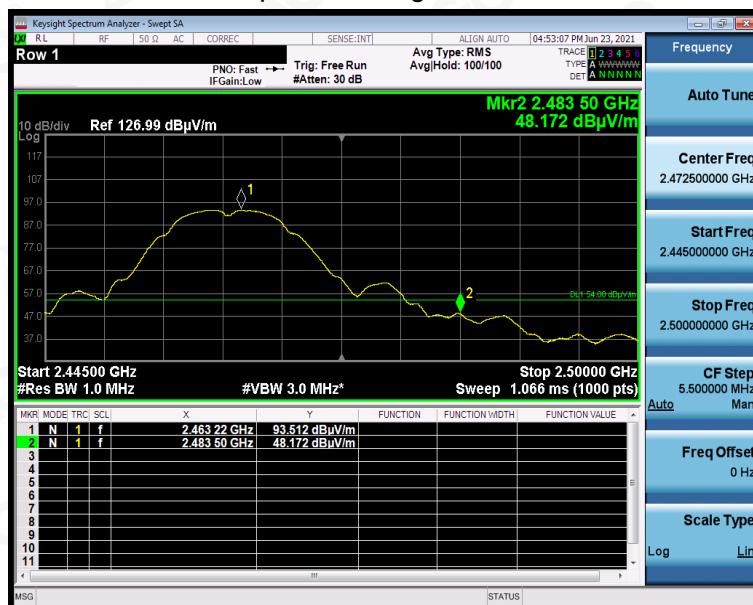 Keysight Spectrum Analyzer - Swept SA
RL RF 50 Ω AC CORREC SENSE:INT ALIGN AUTO 04:53:07 PM Jun 23, 2021
Row 1
PNO: Fast
IFGain:Low
Trig: Free Run
#Atten: 30 dB
Avg Type: RMS
Avg|Hold: 100/100
TRACE 1 2 3 4 5 6
TYPE A WWWWW
DET A N N N N N
Mkr2 2.483 50 GHz
48.172 dBµV/m
10 dB/div Ref 126.99 dBµV/m
Log
117
107
97.0
87.0
77.0
67.0
57.0
47.0
37.0
1
2
DL1 54.00 dBµV/m
Start 2.44500 GHz Stop 2.50000 GHz
#Res BW 1.0 MHz #VBW 3.0 MHz* Sweep 1.066 ms (1000 pts)
MKR MODE TRC SCL X Y FUNCTION FUNCTION WIDTH FUNCTION VALUE
1 N 1 f 2.463 22 GHz 93.512 dBµV/m
2 N 1 f 2.483 50 GHz 48.172 dBµV/m
3
4
5
6
7
8
9
10
11
MSG STATUS
Frequency
Auto Tune
Center Freq
2.472500000 GHz
Start Freq
2.445000000 GHz
Stop Freq
2.500000000 GHz
CF Step
5.500000 MHz
Auto Man
Freq Offset
0 Hz
Scale Type
Log Lin